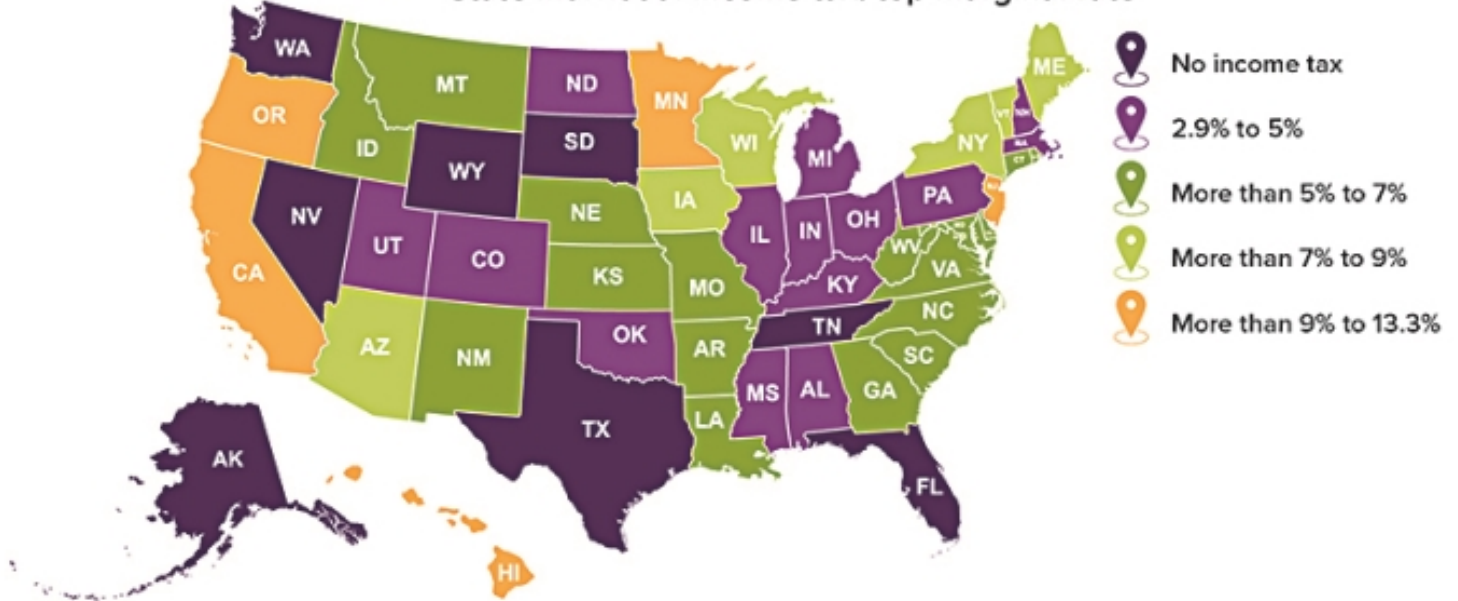 WA
MT
ND
MN
ME
OR
ID
SD
WI
NY
VT
NH
MA
CT
WY
MI
NV
NE
IA
PA
NJ
UT
CO
IL
IN
OH
WV
VA
CA
KS
MO
KY
NC
TN
AZ
NM
OK
AR
SC
MS
AL
GA
TX
LA
AK
FL
HI
No income tax
2.9% to 5%
More than 5% to 7%
More than 7% to 9%
More than 9% to 13.3%